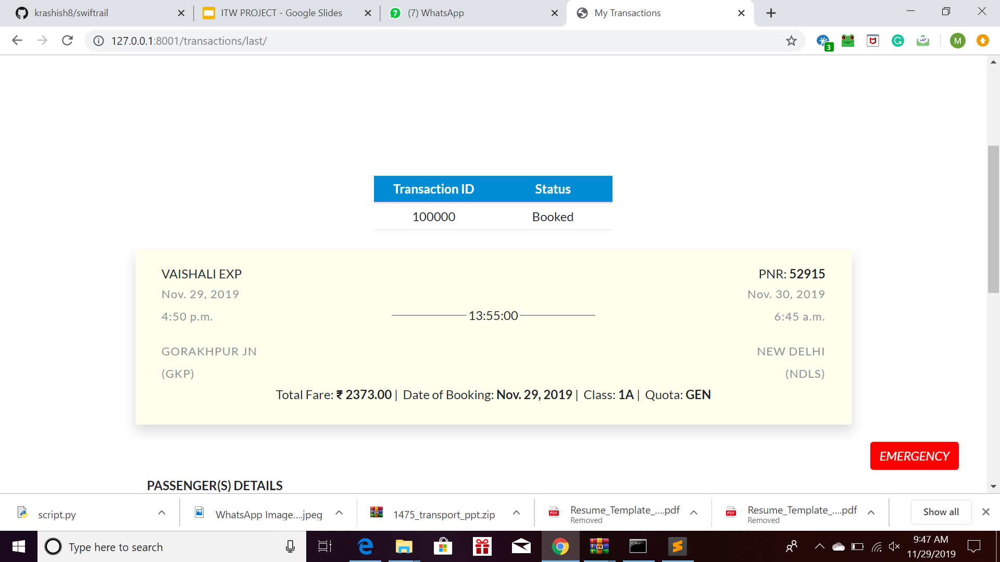 krashish8/swiftrail
ITW PROJECT - Google Slides
7
(7) WhatsApp
My Transactions
127.0.0.1:8001/transactions/last/
3
M
Transaction ID Status
100000 Booked
VAISHALI EXP
PNR: 52915
Nov. 29, 2019
Nov. 30, 2019
4:50 p.m.
13:55:00
6:45 a.m.
GORAKHPUR JN
NEW DELHI
(GKP)
(NDLS)
Total Fare: ₹ 2373.00 | Date of Booking: Nov. 29, 2019 | Class: 1A | Quota: GEN
EMERGENCY
PASSENGER(S) DETAILS
script.py
WhatsApp Image....jpeg
1475_transport_ppt.zip
PDF
Resume_Template_....pdf
Removed
PDF
Resume_Template_....pdf
Removed
Show all
Type here to search
9:47 AM
11/29/2019